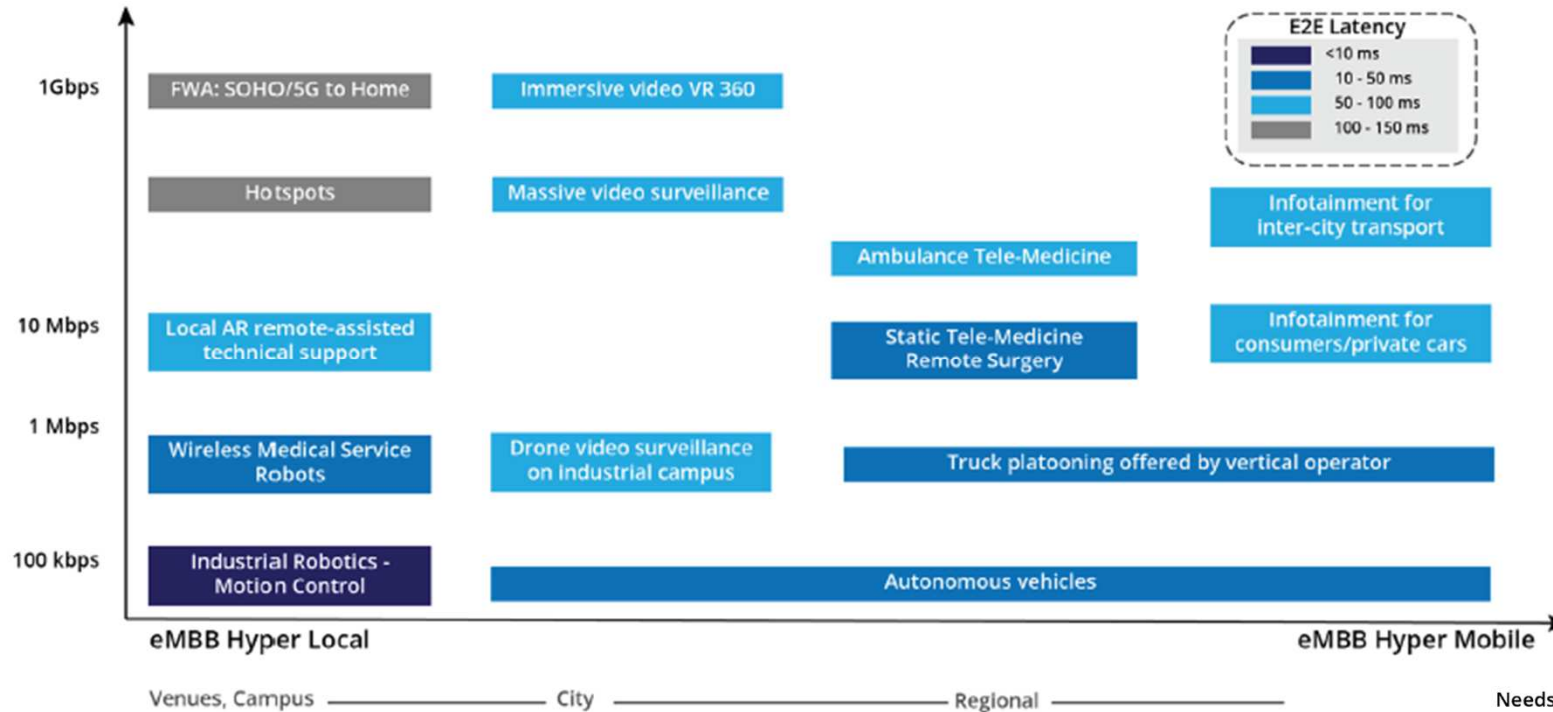 E2E Latency
<10 ms
10 - 50 ms
50 - 100 ms
100 - 150 ms
1Gbps
FWA: SOHO/5G to Home
Immersive video VR 360
Hotspots
Massive video surveillance
Infotainment for
inter-city transport
Ambulance Tele-Medicine
10 Mbps
Local AR remote-assisted
technical support
Static Tele-Medicine
Remote Surgery
Infotainment for
consumers/private cars
1 Mbps
Wireless Medical Service
Robots
Drone video surveillance
on industrial campus
Truck platooning offered by vertical operator
100 kbps
Industrial Robotics -
Motion Control
Autonomous vehicles
eMBB Hyper Local
eMBB Hyper Mobile
Venues, Campus
City
Regional
Needs